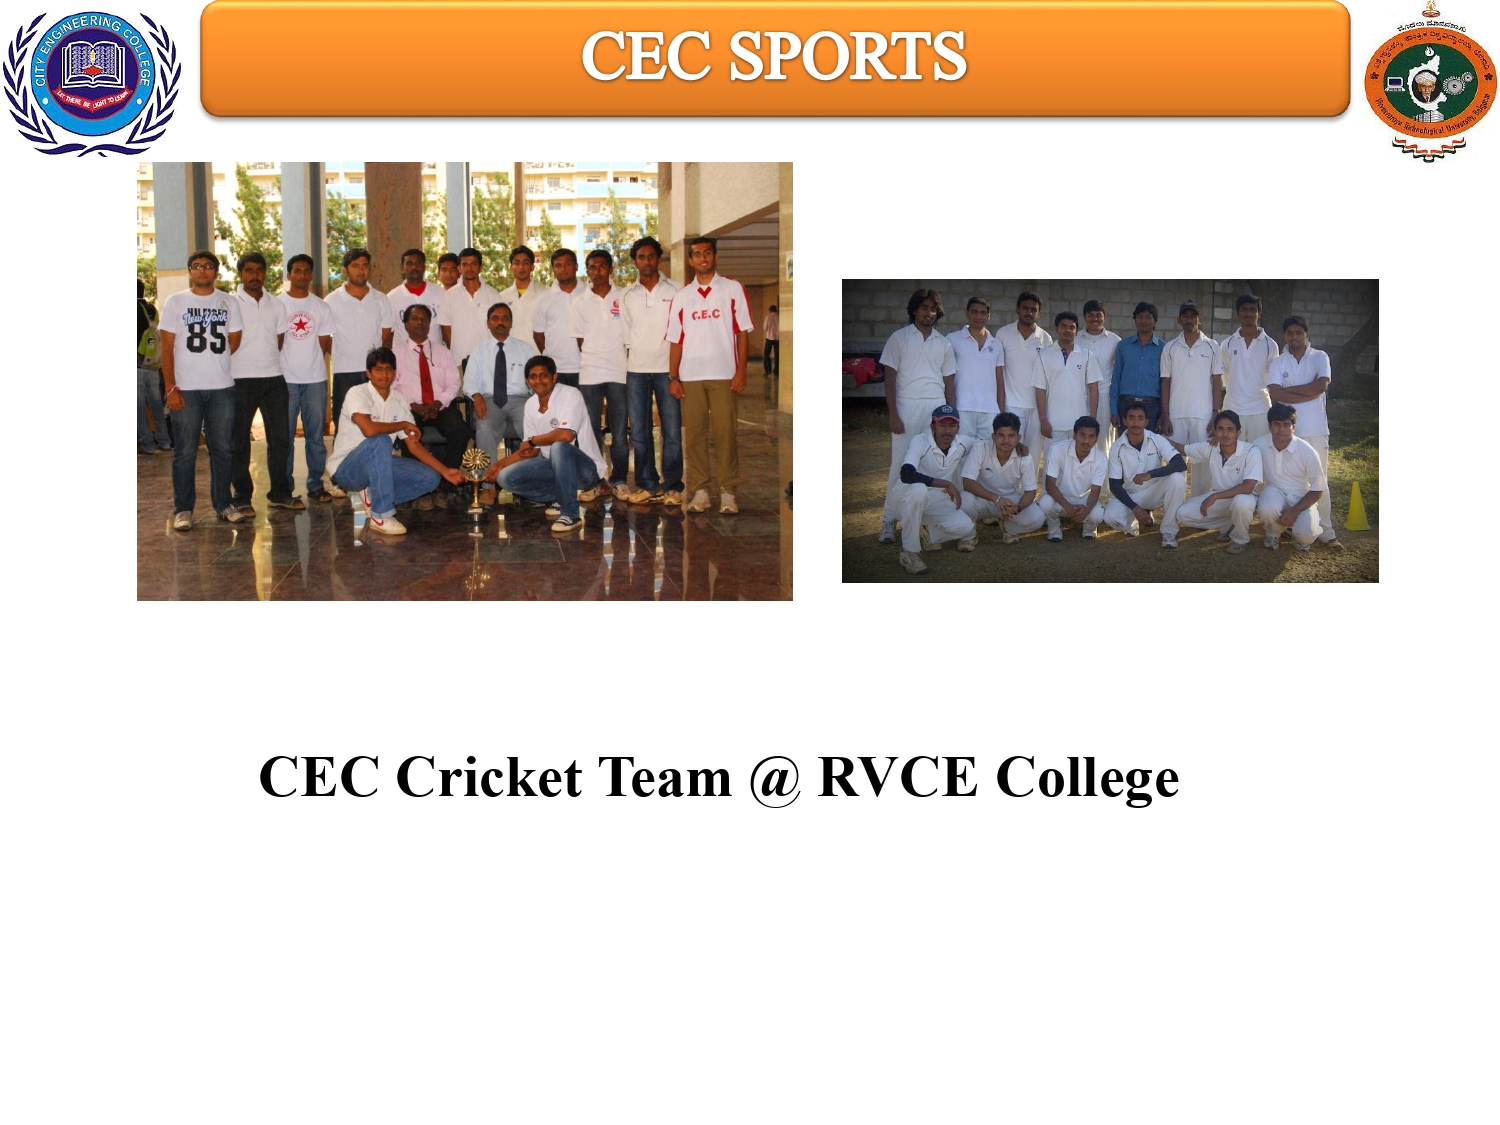 CITY ENGINEERING COLLEGE
LET THERE BE LIGHT TO LEARN
CEC SPORTS
Visvesvaraya Technological University, Belgaum
New York
85
C.E.C
CEC Cricket Team @ RVCE College